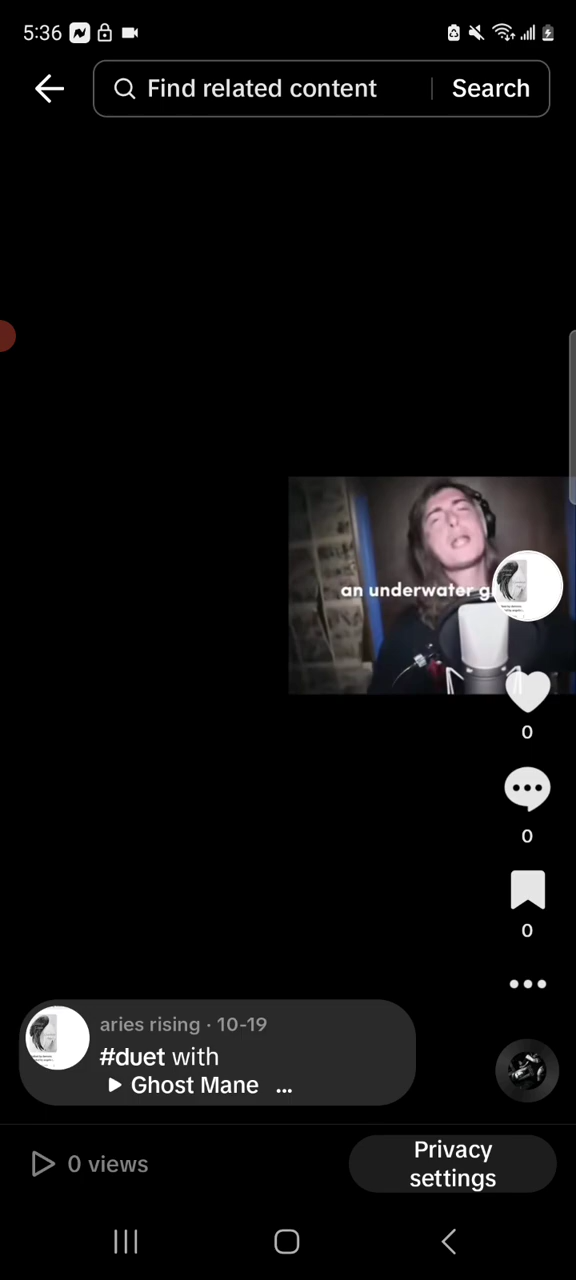 5:36
Find related content
Search
an underwater g
0
0
0
aries rising · 10-19
#duet with
Ghost Mane ...
0 views
Privacy
settings